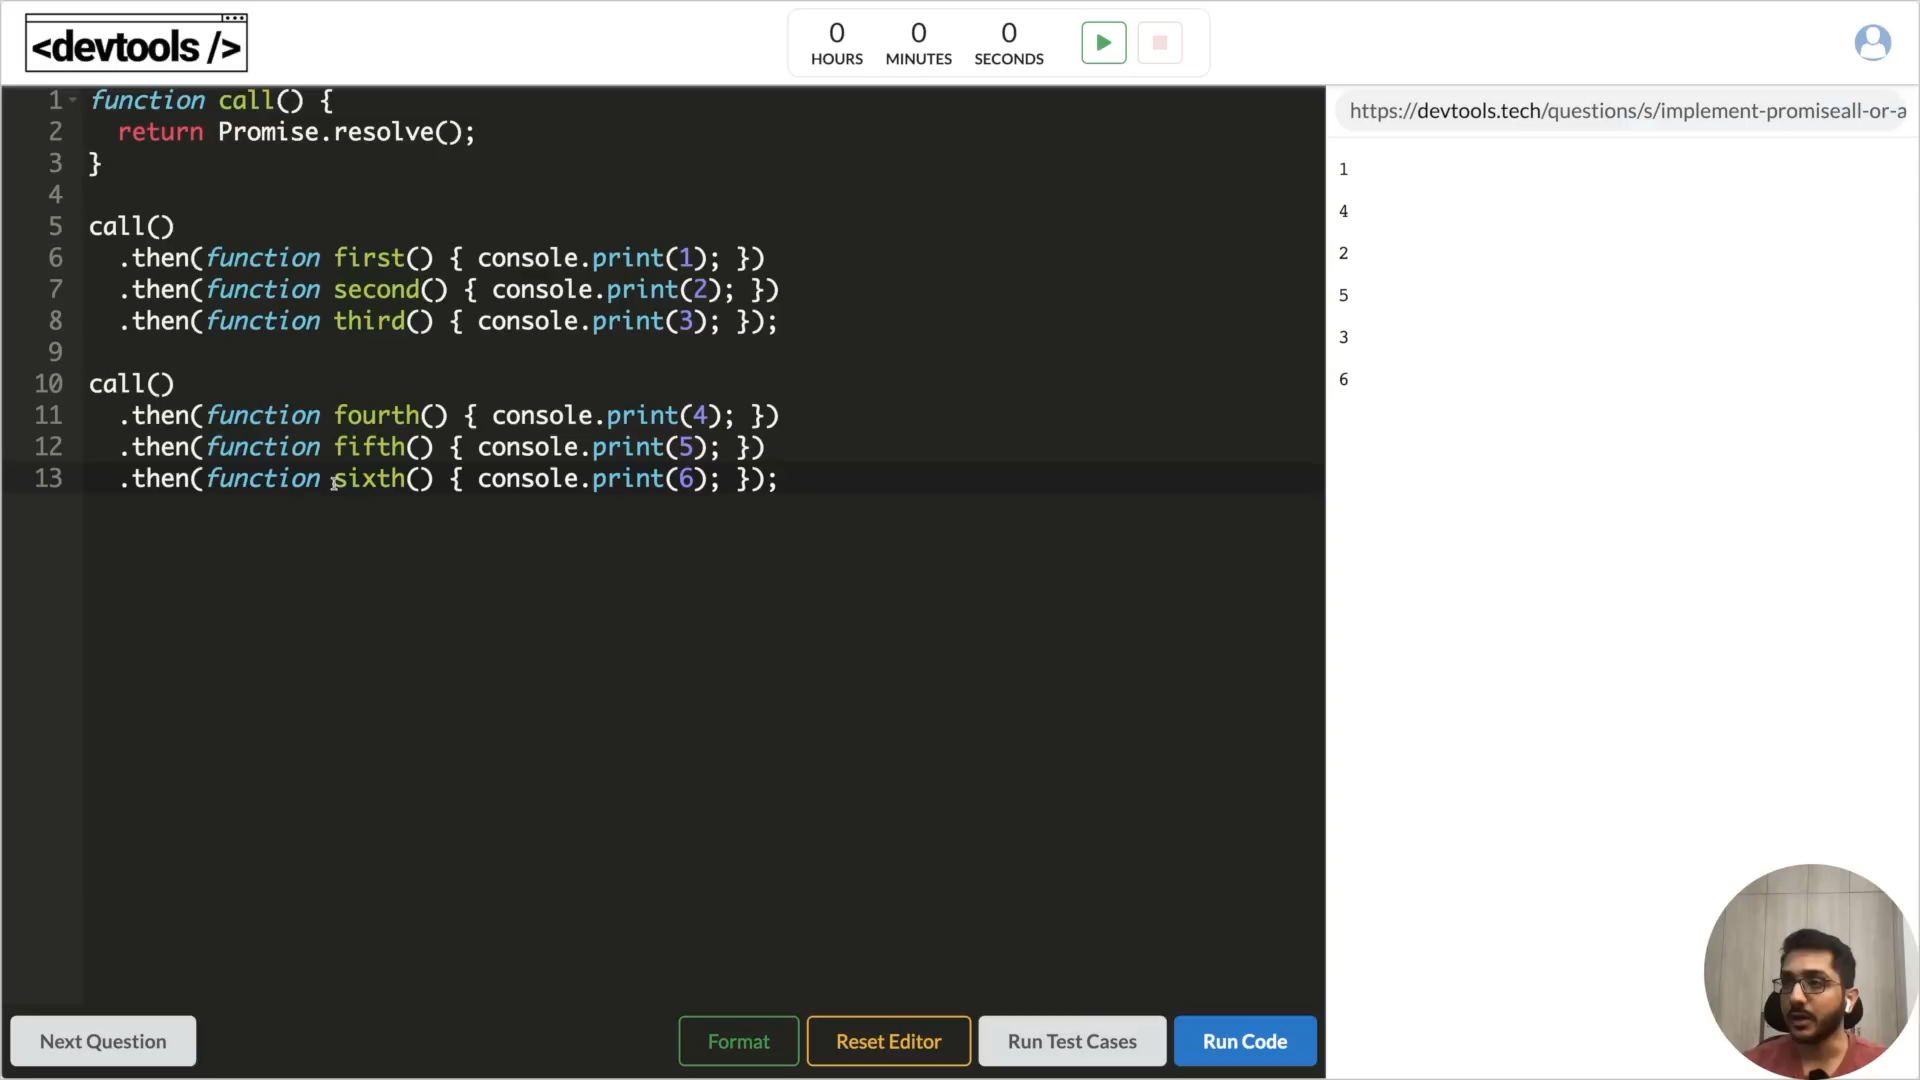 <devtools />
0 0 0
HOURS MINUTES SECONDS
1 function call() {
2 return Promise.resolve();
3 }
4
5 call()
6 .then(function first() { console.print(1); })
7 .then(function second() { console.print(2); })
8 .then(function third() { console.print(3); });
9
10 call()
11 .then(function fourth() { console.print(4); })
12 .then(function fifth() { console.print(5); })
13 .then(function sixth() { console.print(6); });
Next Question
Format
Reset Editor
Run Test Cases
Run Code
https://devtools.tech/questions/s/implement-promiseall-or-a
1
4
2
5
3
6